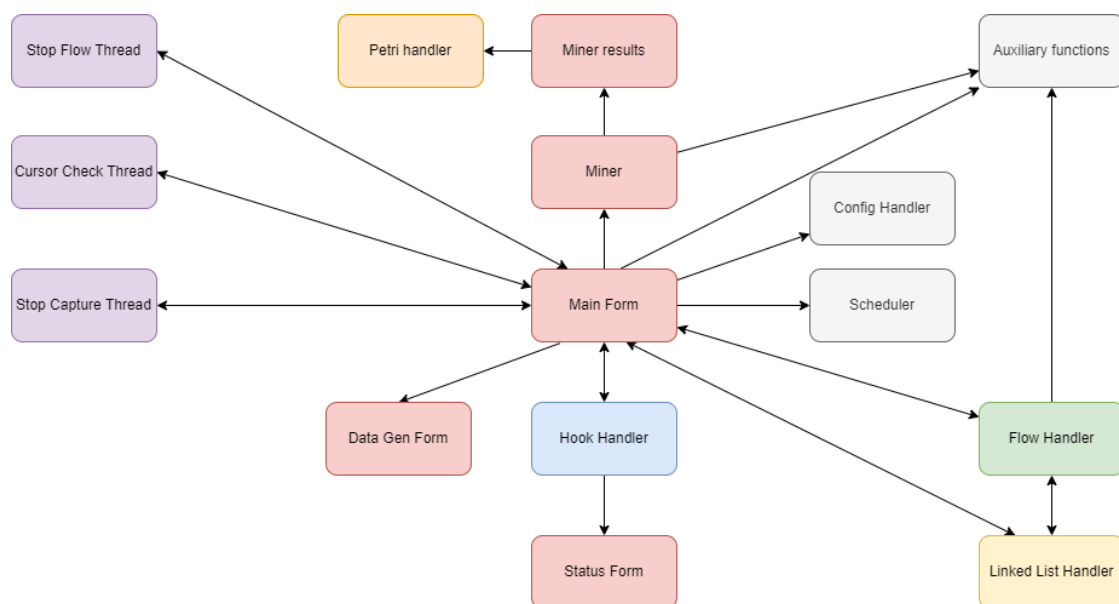 Stop Flow Thread
Petri handler
Miner results
Auxiliary functions
Cursor Check Thread
Miner
Config Handler
Stop Capture Thread
Main Form
Scheduler
Data Gen Form
Hook Handler
Flow Handler
Status Form
Linked List Handler